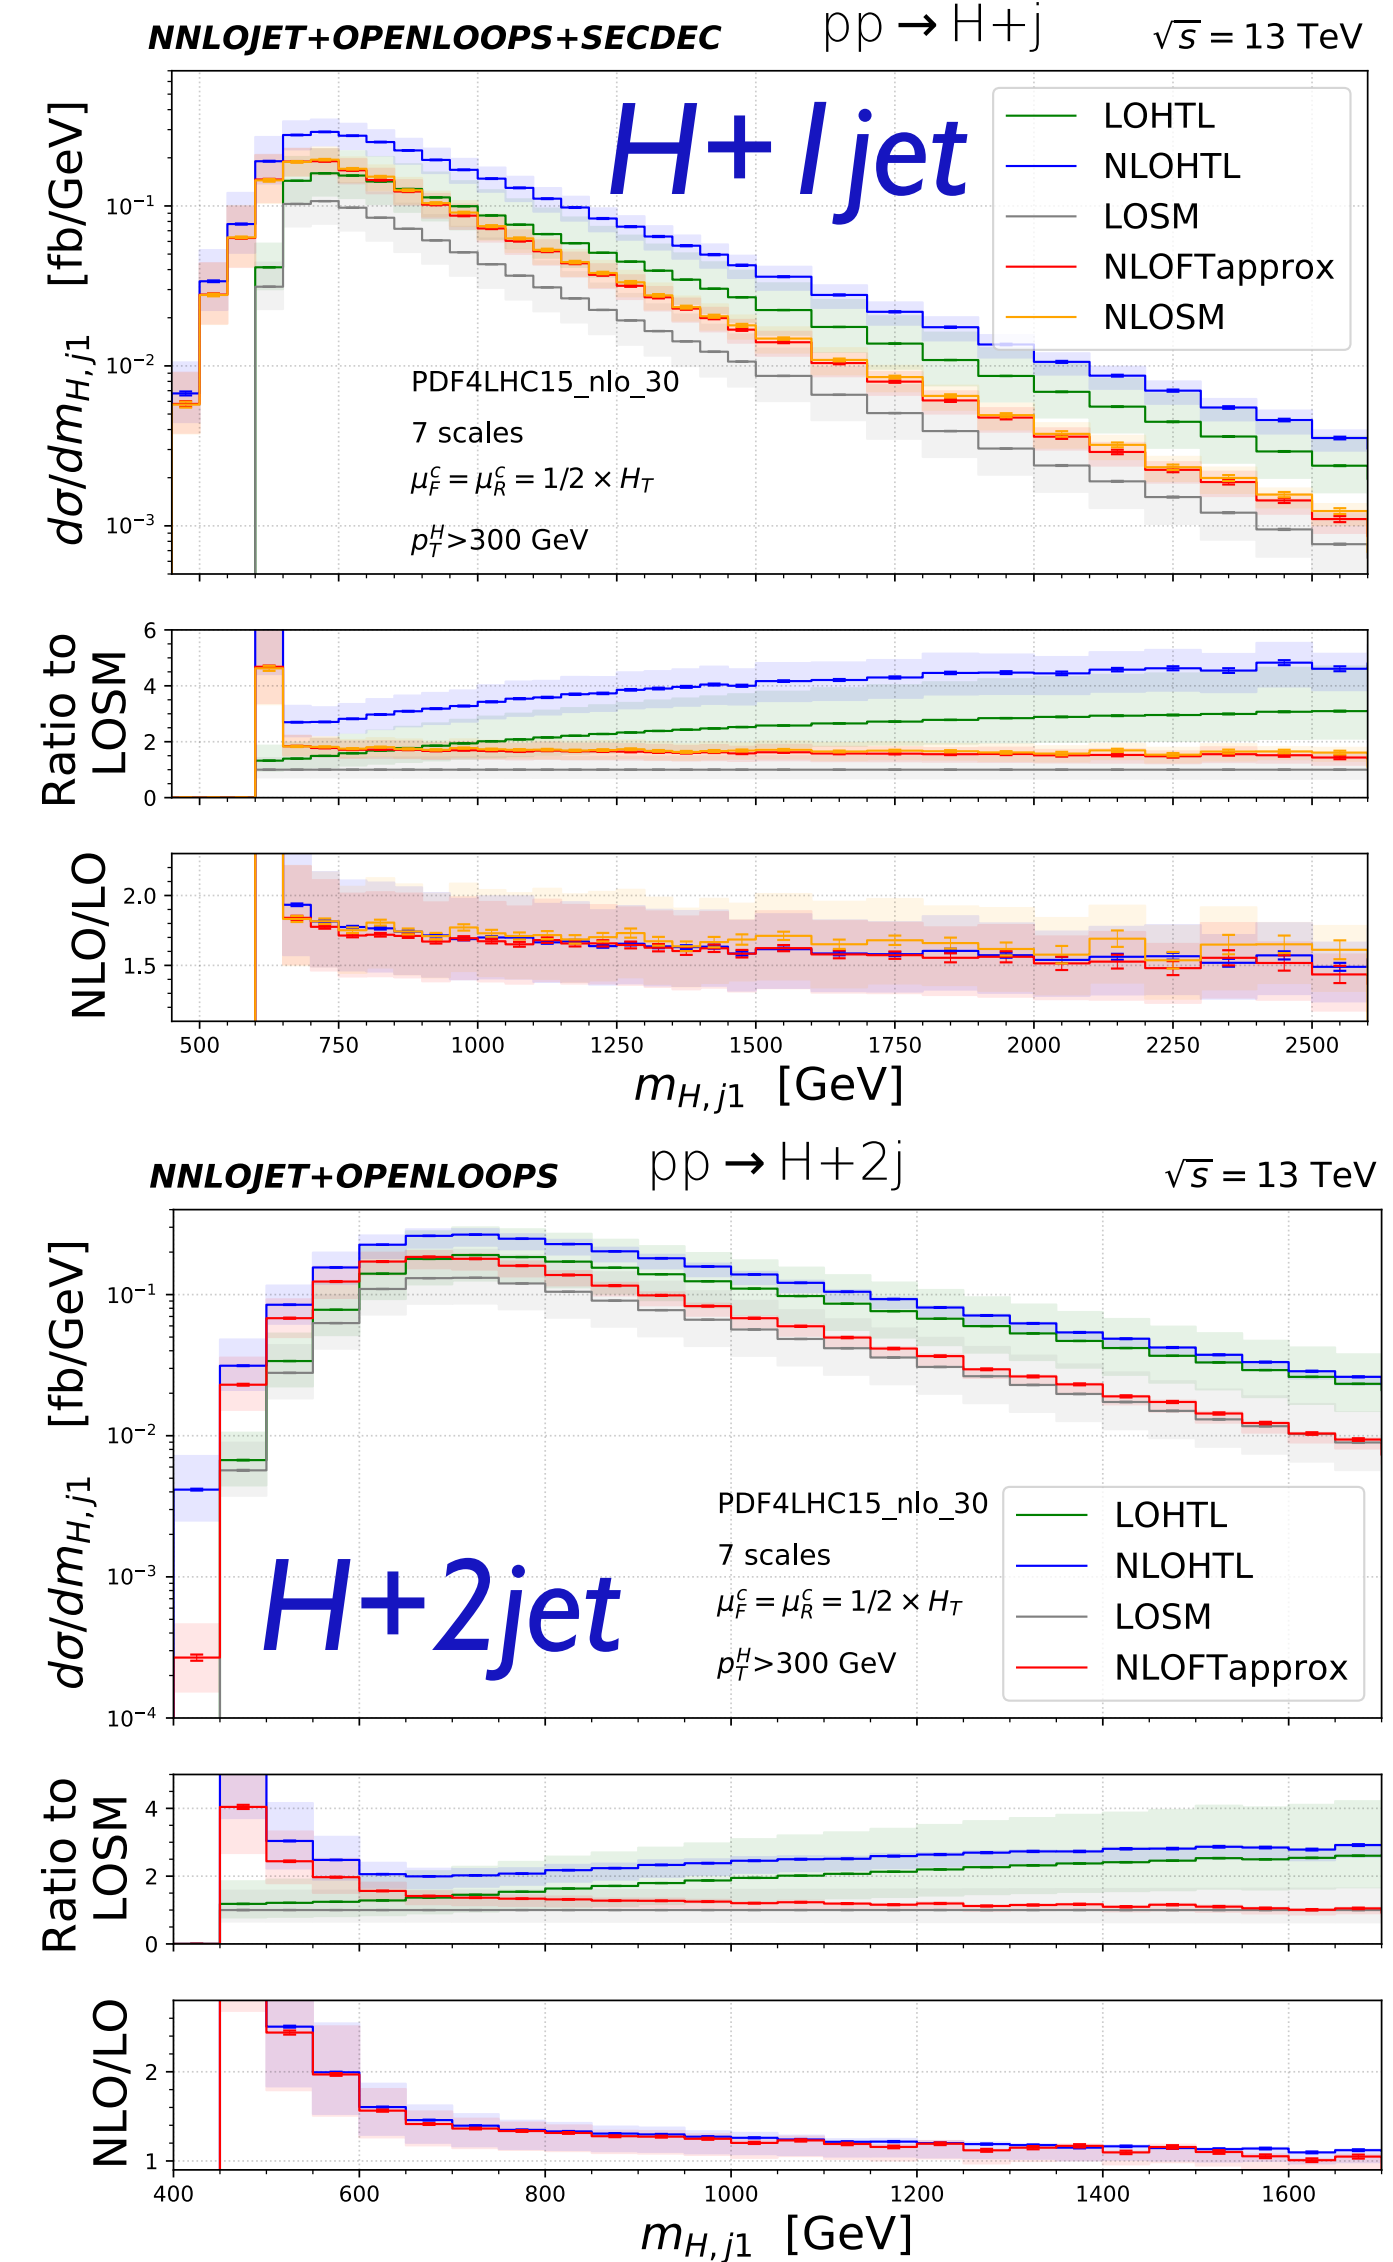 NNLOJET+OPENLOOPS+SECDEC pp → H+j √s = 13 TeV
H+1jet
LOHTL
NLOHTL
LOSM
NLOFTapprox
NLOSM
dσ/dm_{H,j1} [fb/GeV]
10⁻¹
10⁻²
10⁻³
PDF4LHC15_nlo_30
7 scales
μ_F^c = μ_R^c = 1/2 × H_T
p_T^H>300 GeV
Ratio to
LOSM
6
4
2
0
NLO/LO
2.0
1.5
500 750 1000 1250 1500 1750 2000 2250 2500
m_{H,j1} [GeV]
NNLOJET+OPENLOOPS pp → H+2j √s = 13 TeV
dσ/dm_{H,j1} [fb/GeV]
10⁻¹
10⁻²
10⁻³
10⁻⁴
H+2jet
PDF4LHC15_nlo_30
7 scales
μ_F^c = μ_R^c = 1/2 × H_T
p_T^H>300 GeV
LOHTL
NLOHTL
LOSM
NLOFTapprox
Ratio to
LOSM
4
2
0
NLO/LO
2
1
400 600 800 1000 1200 1400 1600
m_{H,j1} [GeV]